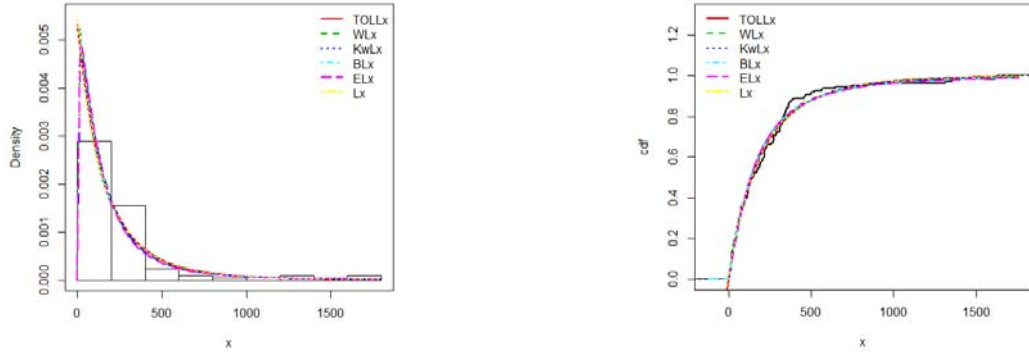 TOLLx
WLx
KwLx
BLx
ELx
Lx
Density
0.005
0.004
0.003
0.002
0.001
0.000
0 500 1000 1500
x
TOLLx
WLx
KwLx
BLx
ELx
Lx
cdf
1.2
1.0
0.8
0.6
0.4
0.2
0.0
0 500 1000 1500
x